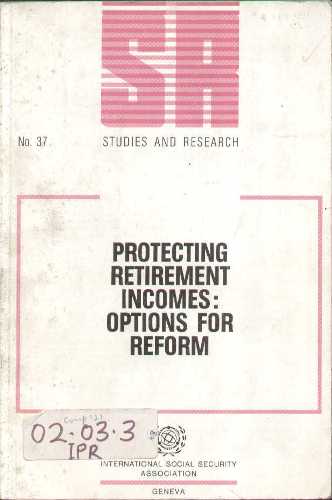 SR
No. 37.
STUDIES AND RESEARCH
PROTECTING
RETIREMENT
INCOMES:
OPTIONS FOR
REFORM
02.03.3
IPR
INTERNATIONAL SOCIAL SECURITY
ASSOCIATION
GENEVA